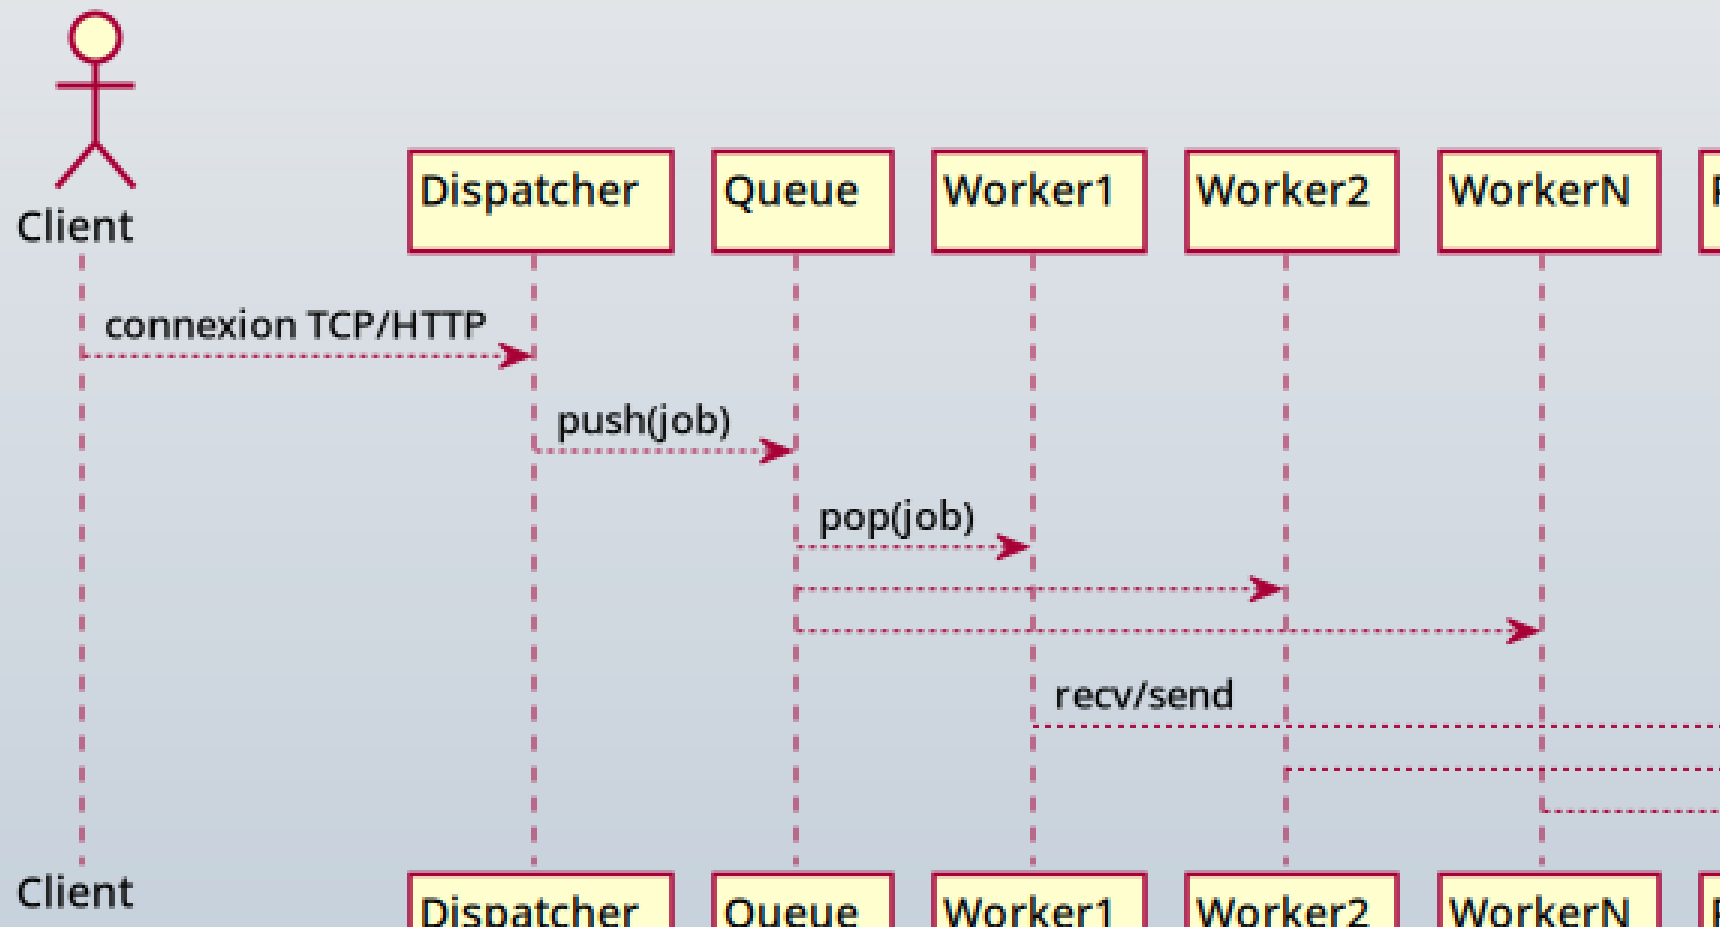 Client
Dispatcher
Queue
Worker1
Worker2
WorkerN
connexion TCP/HTTP
push(job)
pop(job)
recv/send
Client
Dispatcher
Queue
Worker1
Worker2
WorkerN